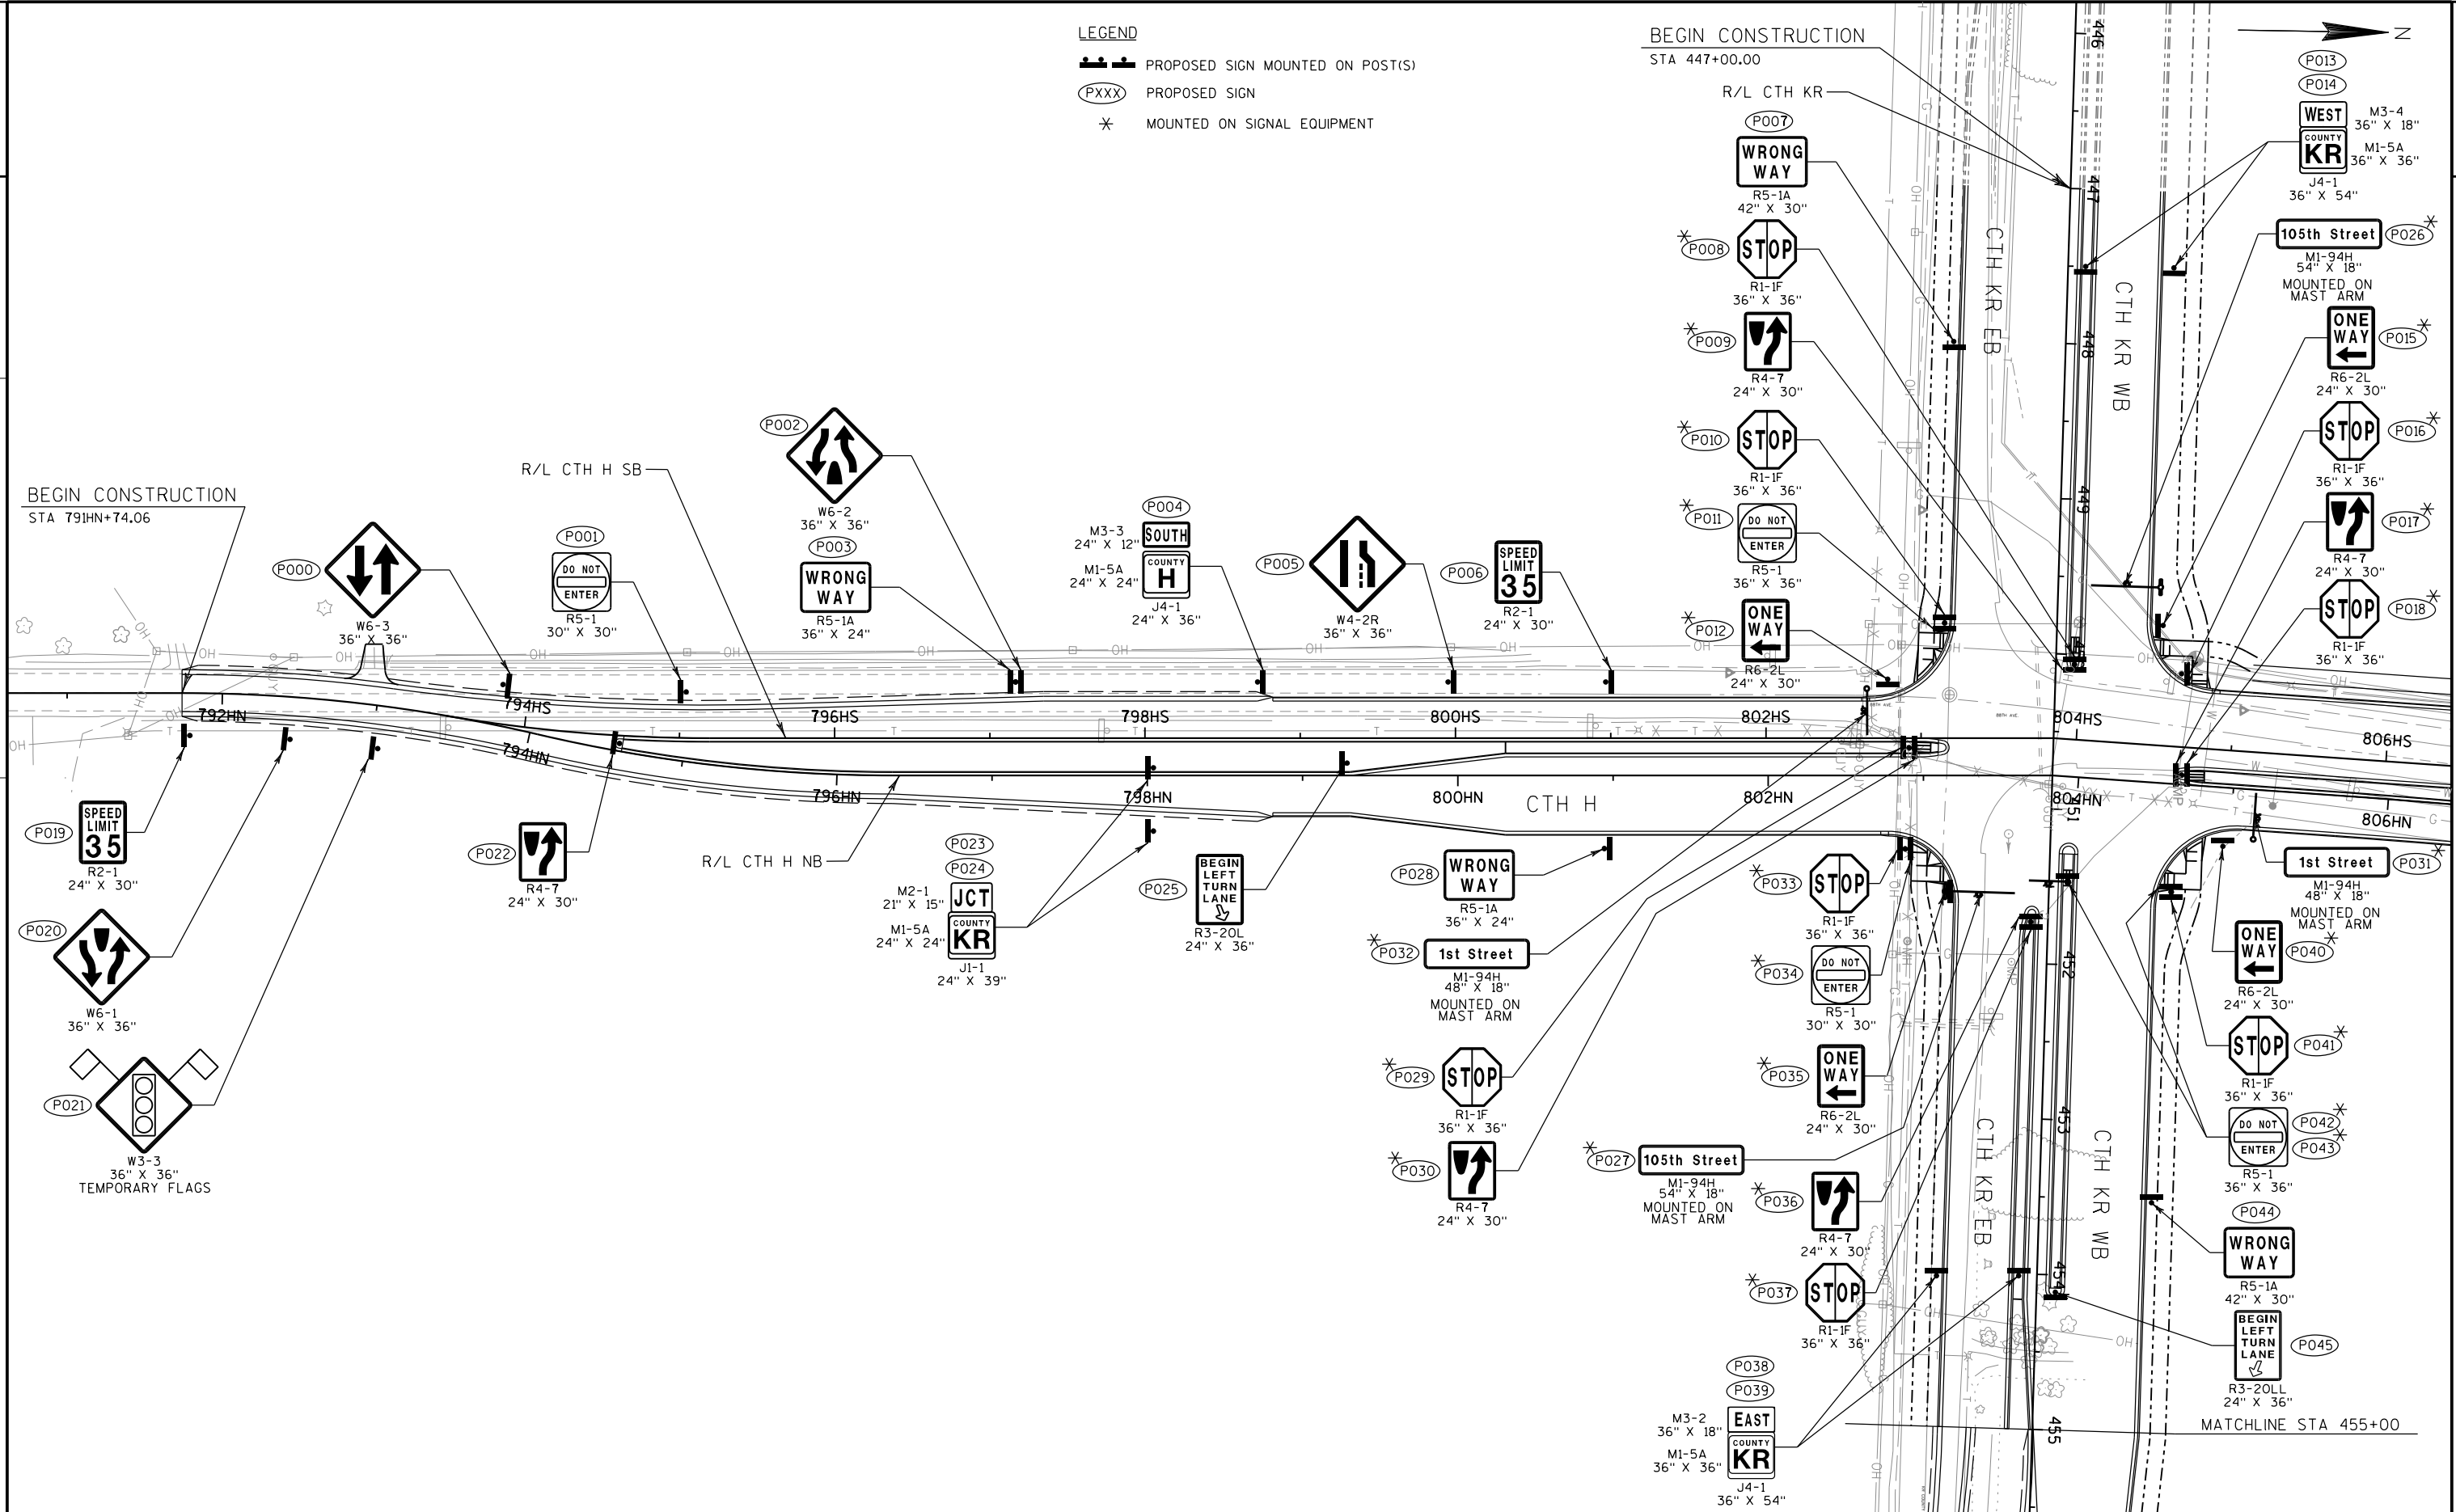 LEGEND
PROPOSED SIGN MOUNTED ON POST(S)
PXXX PROPOSED SIGN
* MOUNTED ON SIGNAL EQUIPMENT
BEGIN CONSTRUCTION
STA 447+00.00
R/L CTH KR
N
BEGIN CONSTRUCTION
STA 791HN+74.06
R/L CTH H SB
P000
W6-3
36" X 36"
P001
DO NOT
ENTER
R5-1
30" X 30"
P002
W6-2
36" X 36"
P003
WRONG
WAY
R5-1A
36" X 24"
P004
M3-3
24" X 12"
SOUTH
M1-5A
24" X 24"
COUNTY
H
J4-1
24" X 36"
P005
W4-2R
36" X 36"
P006
SPEED
LIMIT
35
R2-1
24" X 30"
P007
WRONG
WAY
R5-1A
42" X 30"
* P008
STOP
R1-1F
36" X 36"
* P009
R4-7
24" X 30"
* P010
STOP
R1-1F
36" X 36"
* P011
DO NOT
ENTER
R5-1
36" X 36"
* P012
ONE
WAY
R6-2L
24" X 30"
P013
P014
WEST
M3-4
36" X 18"
COUNTY
KR
M1-5A
36" X 36"
J4-1
36" X 54"
105th Street
P026 *
M1-94H
54" X 18"
MOUNTED ON
MAST ARM
ONE
WAY
P015 *
R6-2L
24" X 30"
STOP
P016 *
R1-1F
36" X 36"
P017 *
R4-7
24" X 30"
STOP
P018 *
R1-1F
36" X 36"
446
447
448
449
451
452
453
454
455
CTH KR EB
CTH KR WB
792HN
794HS
794HN
796HS
796HN
798HS
798HN
800HS
800HN
802HS
802HN
804HS
804HN
806HS
806HN
CTH H
P019
SPEED
LIMIT
35
R2-1
24" X 30"
P020
W6-1
36" X 36"
P021
W3-3
36" X 36"
TEMPORARY FLAGS
P022
R4-7
24" X 30"
R/L CTH H NB
P023
P024
M2-1
21" X 15"
JCT
M1-5A
24" X 24"
COUNTY
KR
J1-1
24" X 39"
P025
BEGIN
LEFT
TURN
LANE
R3-20L
24" X 36"
P028
WRONG
WAY
R5-1A
36" X 24"
* P032
1st Street
M1-94H
48" X 18"
MOUNTED ON
MAST ARM
* P029
STOP
R1-1F
36" X 36"
* P030
R4-7
24" X 30"
* P033
STOP
R1-1F
36" X 36"
* P034
DO NOT
ENTER
R5-1
30" X 30"
* P035
ONE
WAY
R6-2L
24" X 30"
* P027
105th Street
M1-94H
54" X 18"
MOUNTED ON
MAST ARM
* P036
R4-7
24" X 30"
* P037
STOP
R1-1F
36" X 36"
P038
P039
M3-2
36" X 18"
EAST
M1-5A
36" X 36"
COUNTY
KR
J4-1
36" X 54"
1st Street
P031 *
M1-94H
48" X 18"
MOUNTED ON
MAST ARM
ONE
WAY
P040 *
R6-2L
24" X 30"
STOP
P041 *
R1-1F
36" X 36"
DO NOT
ENTER
P042 *
P043 *
R5-1
36" X 36"
P044
WRONG
WAY
R5-1A
42" X 30"
BEGIN
LEFT
TURN
LANE
P045
R3-20LL
24" X 36"
CTH KR EB
CTH KR WB
MATCHLINE STA 455+00